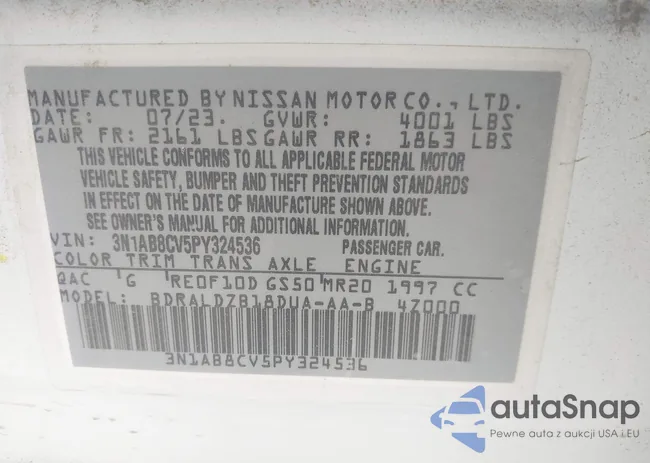 MANUFACTURED BY NISSAN MOTOR CO., LTD.
DATE: 07/23. GVWR: 4001 LBS
GAWR FR: 2161 LBS GAWR RR: 1863 LBS
THIS VEHICLE CONFORMS TO ALL APPLICABLE FEDERAL MOTOR
VEHICLE SAFETY, BUMPER AND THEFT PREVENTION STANDARDS
IN EFFECT ON THE DATE OF MANUFACTURE SHOWN ABOVE.
SEE OWNER'S MANUAL FOR ADDITIONAL INFORMATION.
VIN: 3N1AB8CV5PY324536 PASSENGER CAR.
COLOR TRIM TRANS AXLE ENGINE
QAC G RE0F10D GS50 MR20 1997 CC
MODEL: BDRALDZB18DUA-AA-B 4Z000
3N1AB8CV5PY324536
autaSnap
Pewne auta z aukcji USA i EU